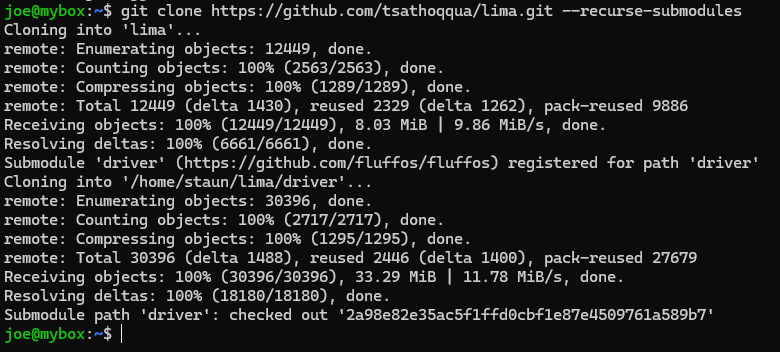 joe@mybox:~$ git clone https://github.com/tsathoqqua/lima.git --recurse-submodules
Cloning into 'lima'...
remote: Enumerating objects: 12449, done.
remote: Counting objects: 100% (2563/2563), done.
remote: Compressing objects: 100% (1289/1289), done.
remote: Total 12449 (delta 1430), reused 2329 (delta 1262), pack-reused 9886
Receiving objects: 100% (12449/12449), 8.03 MiB | 9.86 MiB/s, done.
Resolving deltas: 100% (6661/6661), done.
Submodule 'driver' (https://github.com/fluffos/fluffos) registered for path 'driver'
Cloning into '/home/staun/lima/driver'...
remote: Enumerating objects: 30396, done.
remote: Counting objects: 100% (2717/2717), done.
remote: Compressing objects: 100% (1295/1295), done.
remote: Total 30396 (delta 1488), reused 2446 (delta 1400), pack-reused 27679
Receiving objects: 100% (30396/30396), 33.29 MiB | 11.78 MiB/s, done.
Resolving deltas: 100% (18180/18180), done.
Submodule path 'driver': checked out '2a98e82e35ac5f1ffd0cbf1e87e4509761a589b7'
joe@mybox:~$